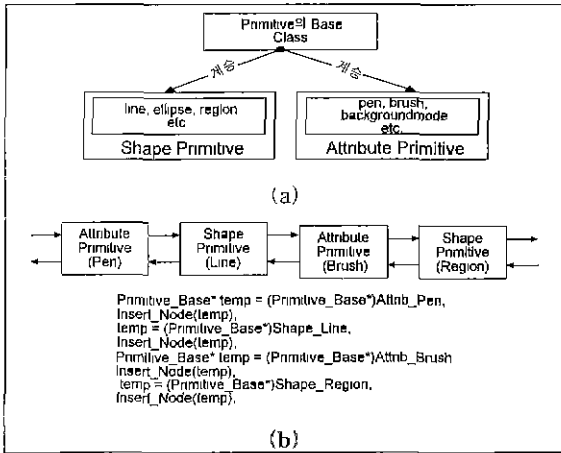 Primitive의 Base
Class
계승
계승
line, ellipse, region
etc
Shape Primitive
pen, brush,
backgroundmode
etc.
Attribute Primitive
(a)
Attribute
Primitive
(Pen)
Shape
Primitive
(Line)
Attribute
Primitive
(Brush)
Shape
Primitive
(Region)
Primitive_Base* temp = (Primitive_Base*)Attrib_Pen,
Insert_Node(temp),
temp = (Primitive_Base*)Shape_Line,
Insert_Node(temp),
Primitive_Base* temp = (Primitive_Base*)Attrib_Brush
Insert_Node(temp),
temp = (Primitive_Base*)Shape_Region,
Insert_Node(temp),
(b)